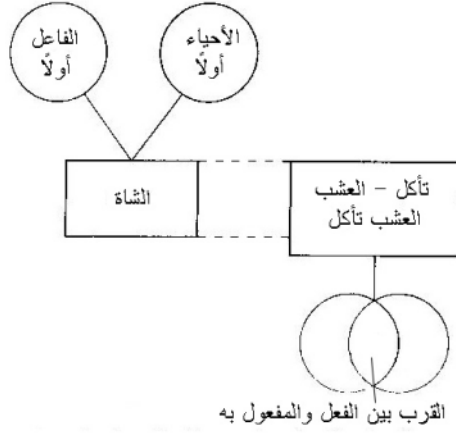 الأحياء
أولاً
الفاعل
أولاً
الشاة
تأكل – العشب
العشب تأكل
القرب بين الفعل والمفعول به